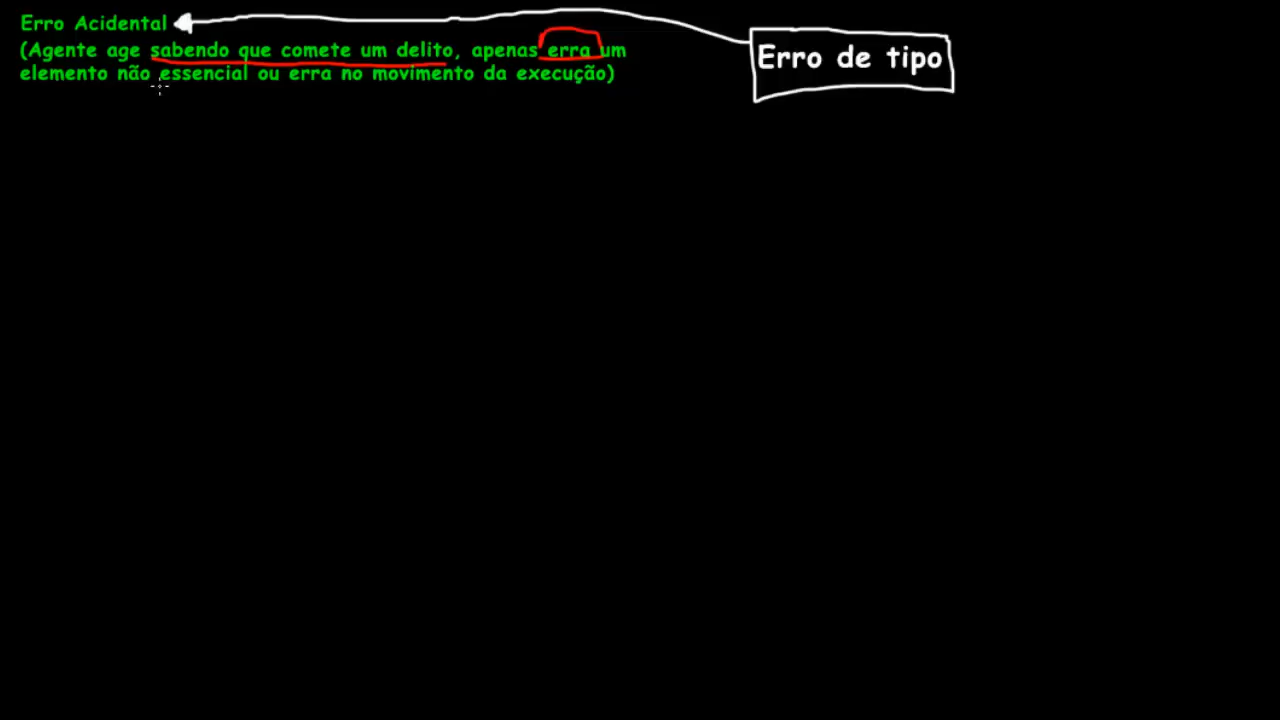 Erro Acidental
(Agente age sabendo que comete um delito, apenas erra um
elemento não essencial ou erra no movimento da execução)
Erro de tipo